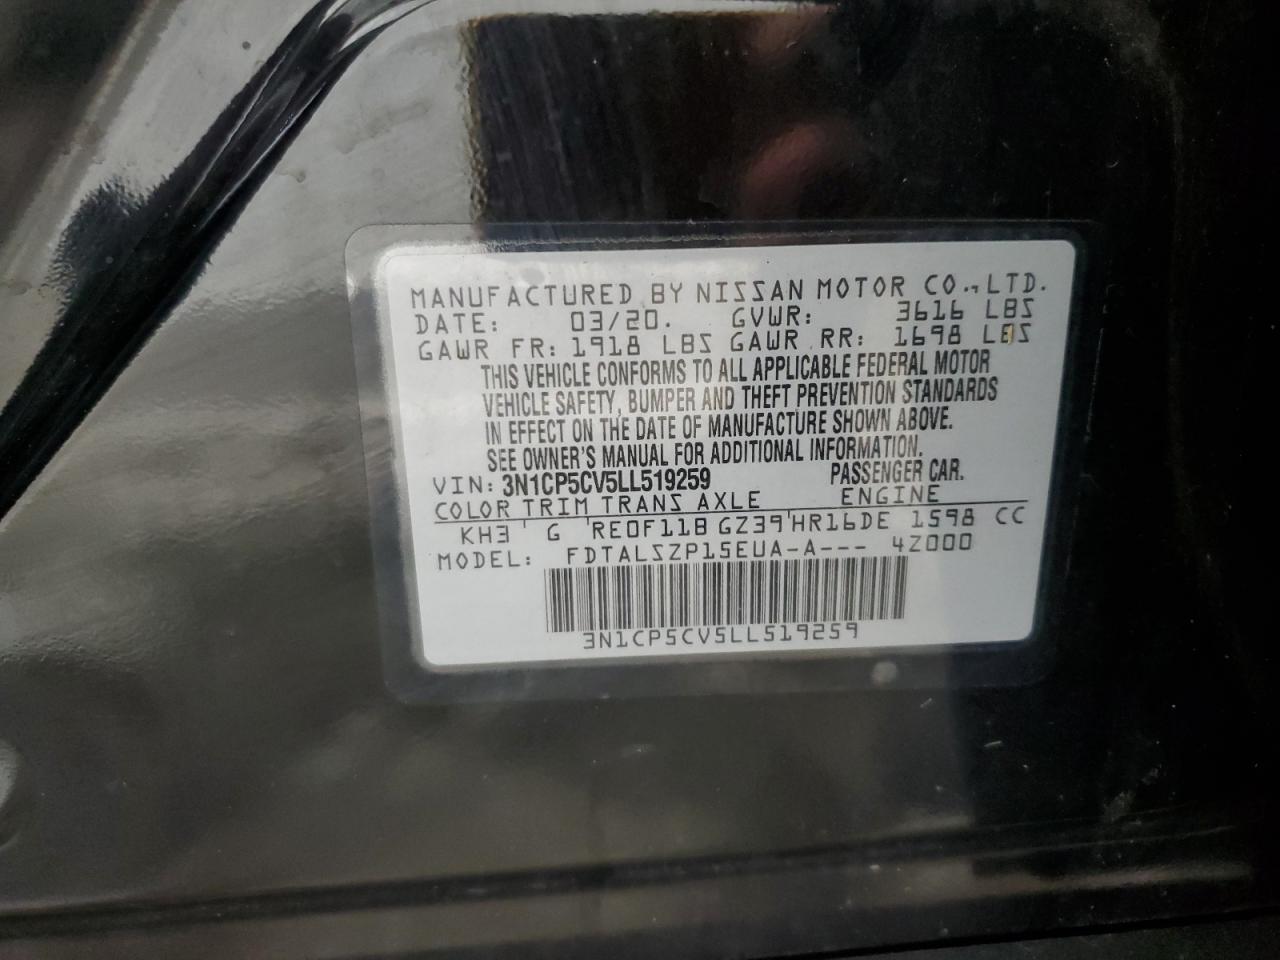 MANUFACTURED BY NISSAN MOTOR CO., LTD.
DATE: 03/20. GVWR: 3616 LBS
GAWR FR: 1918 LBS GAWR RR: 1698 LBS
THIS VEHICLE CONFORMS TO ALL APPLICABLE FEDERAL MOTOR
VEHICLE SAFETY, BUMPER AND THEFT PREVENTION STANDARDS
IN EFFECT ON THE DATE OF MANUFACTURE SHOWN ABOVE.
SEE OWNER'S MANUAL FOR ADDITIONAL INFORMATION.
VIN: 3N1CP5CV5LL519259 PASSENGER CAR.
COLOR TRIM TRANS AXLE ENGINE
KH3 ' G ' RE0F11B GZ39 ' HR16DE 1598 CC
MODEL: FDTALSZP15EUA-A--- 4Z000
3N1CP5CV5LL519259